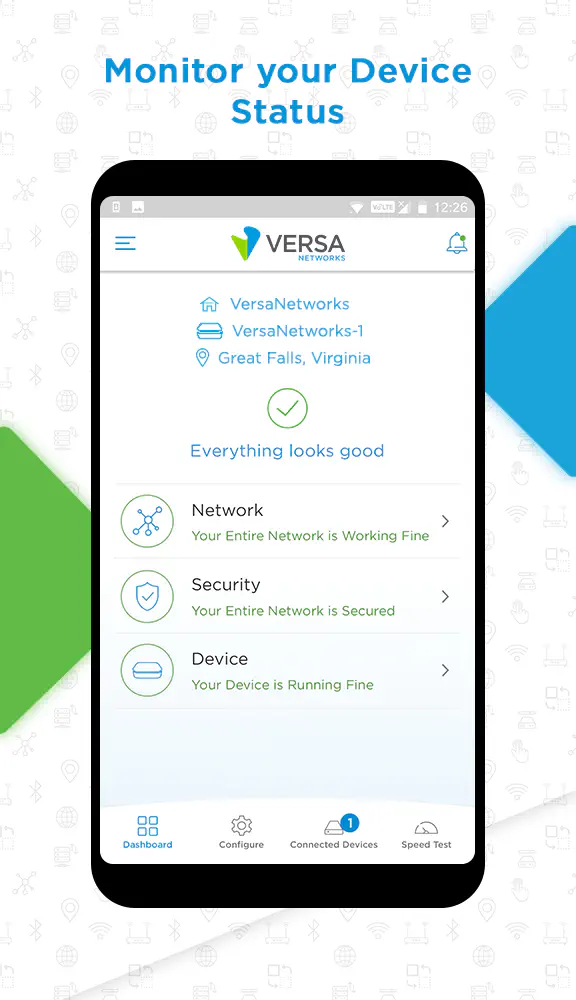 Monitor your Device
Status
VoLTE
12:26
VERSA
NETWORKS
VersaNetworks
VersaNetworks-1
Great Falls, Virginia
Everything looks good
Network
Your Entire Network is Working Fine
Security
Your Entire Network is Secured
Device
Your Device is Running Fine
1
Dashboard
Configure
Connected Devices
Speed Test